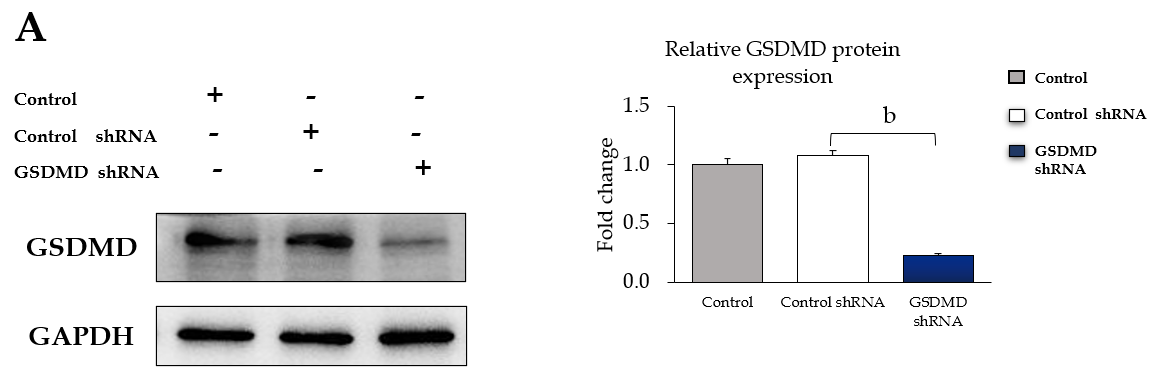 A
Control + - -
Control shRNA - + -
GSDMD shRNA - - +
GSDMD
GAPDH
Relative GSDMD protein
expression
Fold change
1.5
1.0
0.5
0.0
b
Control
Control shRNA
GSDMD
shRNA
Control
Control shRNA
GSDMD
shRNA